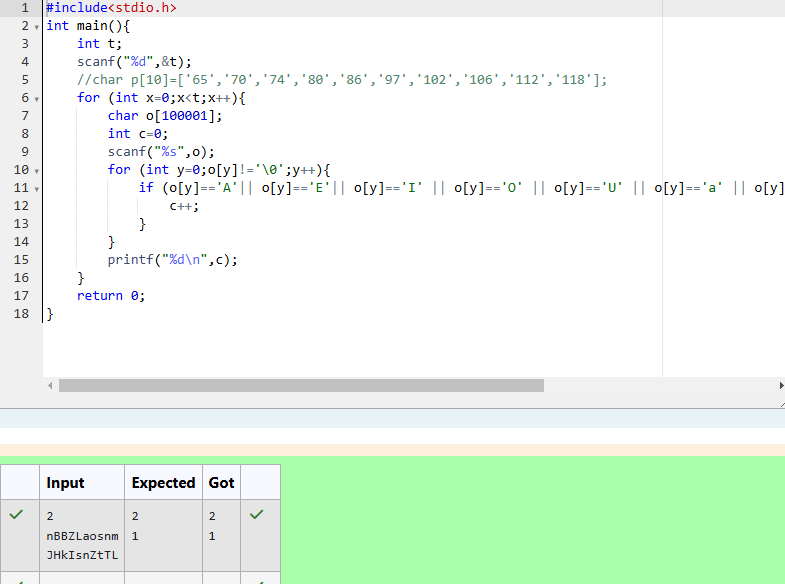 1 #include<stdio.h>
2 int main(){
3 int t;
4 scanf("%d",&t);
5 //char p[10]=['65','70','74','80','86','97','102','106','112','118'];
6 for (int x=0;x<t;x++){
7 char o[100001];
8 int c=0;
9 scanf("%s",o);
10 for (int y=0;o[y]!='\0';y++){
11 if (o[y]=='A'|| o[y]=='E'|| o[y]=='I' || o[y]=='O' || o[y]=='U' || o[y]=='a' || o[y]
12 c++;
13 }
14 }
15 printf("%d\n",c);
16 }
17 return 0;
18 }
Input Expected Got
2 2 2
nBBZLaosnm 1 1
JHkIsnZtTL